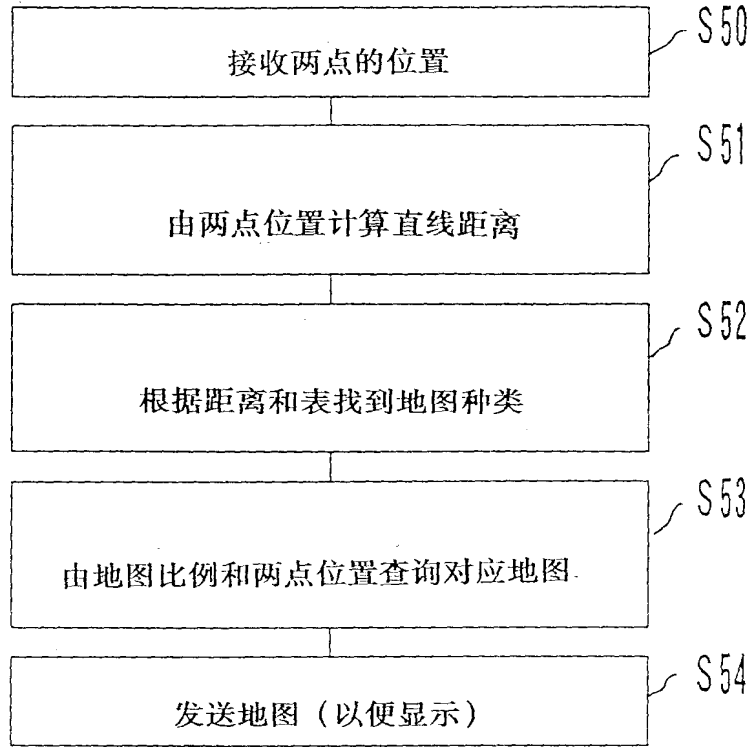 接收两点的位置
S50
由两点位置计算直线距离
S51
根据距离和表找到地图种类
S52
由地图比例和两点位置查询对应地图
S53
发送地图(以便显示)
S54